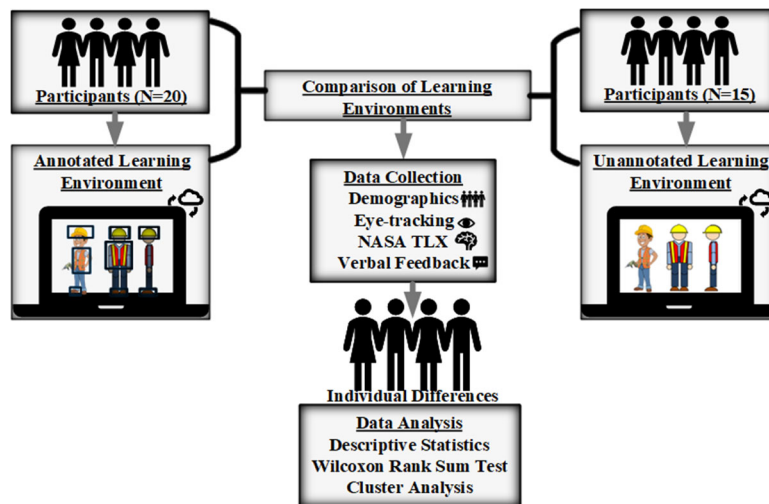 Participants (N=20)
Annotated Learning
Environment
Comparison of Learning
Environments
Data Collection
Demographics
Eye-tracking
NASA TLX
Verbal Feedback
Individual Differences
Data Analysis
Descriptive Statistics
Wilcoxon Rank Sum Test
Cluster Analysis
Participants (N=15)
Unannotated Learning
Environment